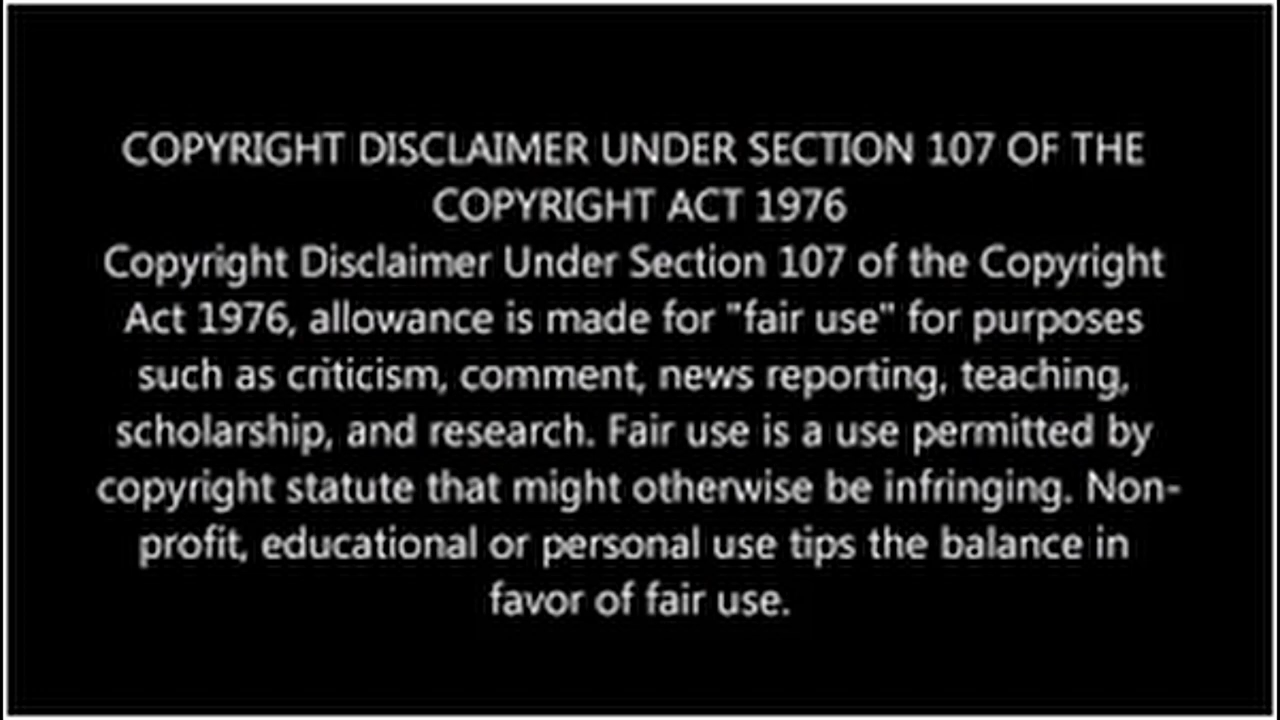 COPYRIGHT DISCLAIMER UNDER SECTION 107 OF THE
COPYRIGHT ACT 1976
Copyright Disclaimer Under Section 107 of the Copyright
Act 1976, allowance is made for "fair use" for purposes
such as criticism, comment, news reporting, teaching,
scholarship, and research. Fair use is a use permitted by
copyright statute that might otherwise be infringing. Non-
profit, educational or personal use tips the balance in
favor of fair use.